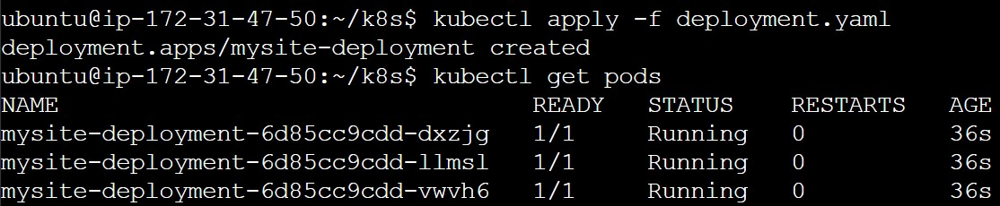 ubuntu@ip-172-31-47-50:~/k8s$ kubectl apply -f deployment.yaml
deployment.apps/mysite-deployment created
ubuntu@ip-172-31-47-50:~/k8s$ kubectl get pods
NAME READY STATUS RESTARTS AGE
mysite-deployment-6d85cc9cdd-dxzjg 1/1 Running 0 36s
mysite-deployment-6d85cc9cdd-llmsl 1/1 Running 0 36s
mysite-deployment-6d85cc9cdd-vwvh6 1/1 Running 0 36s